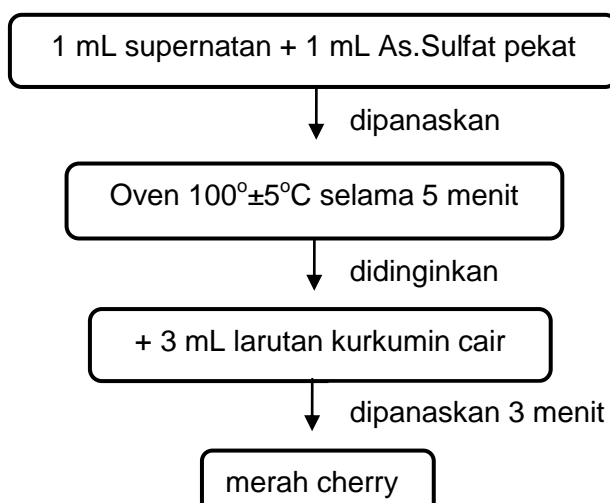 1 mL supernatan + 1 mL As.Sulfat pekat
dipanaskan
Oven 100°±5°C selama 5 menit
didinginkan
+ 3 mL larutan kurkumin cair
dipanaskan 3 menit
merah cherry